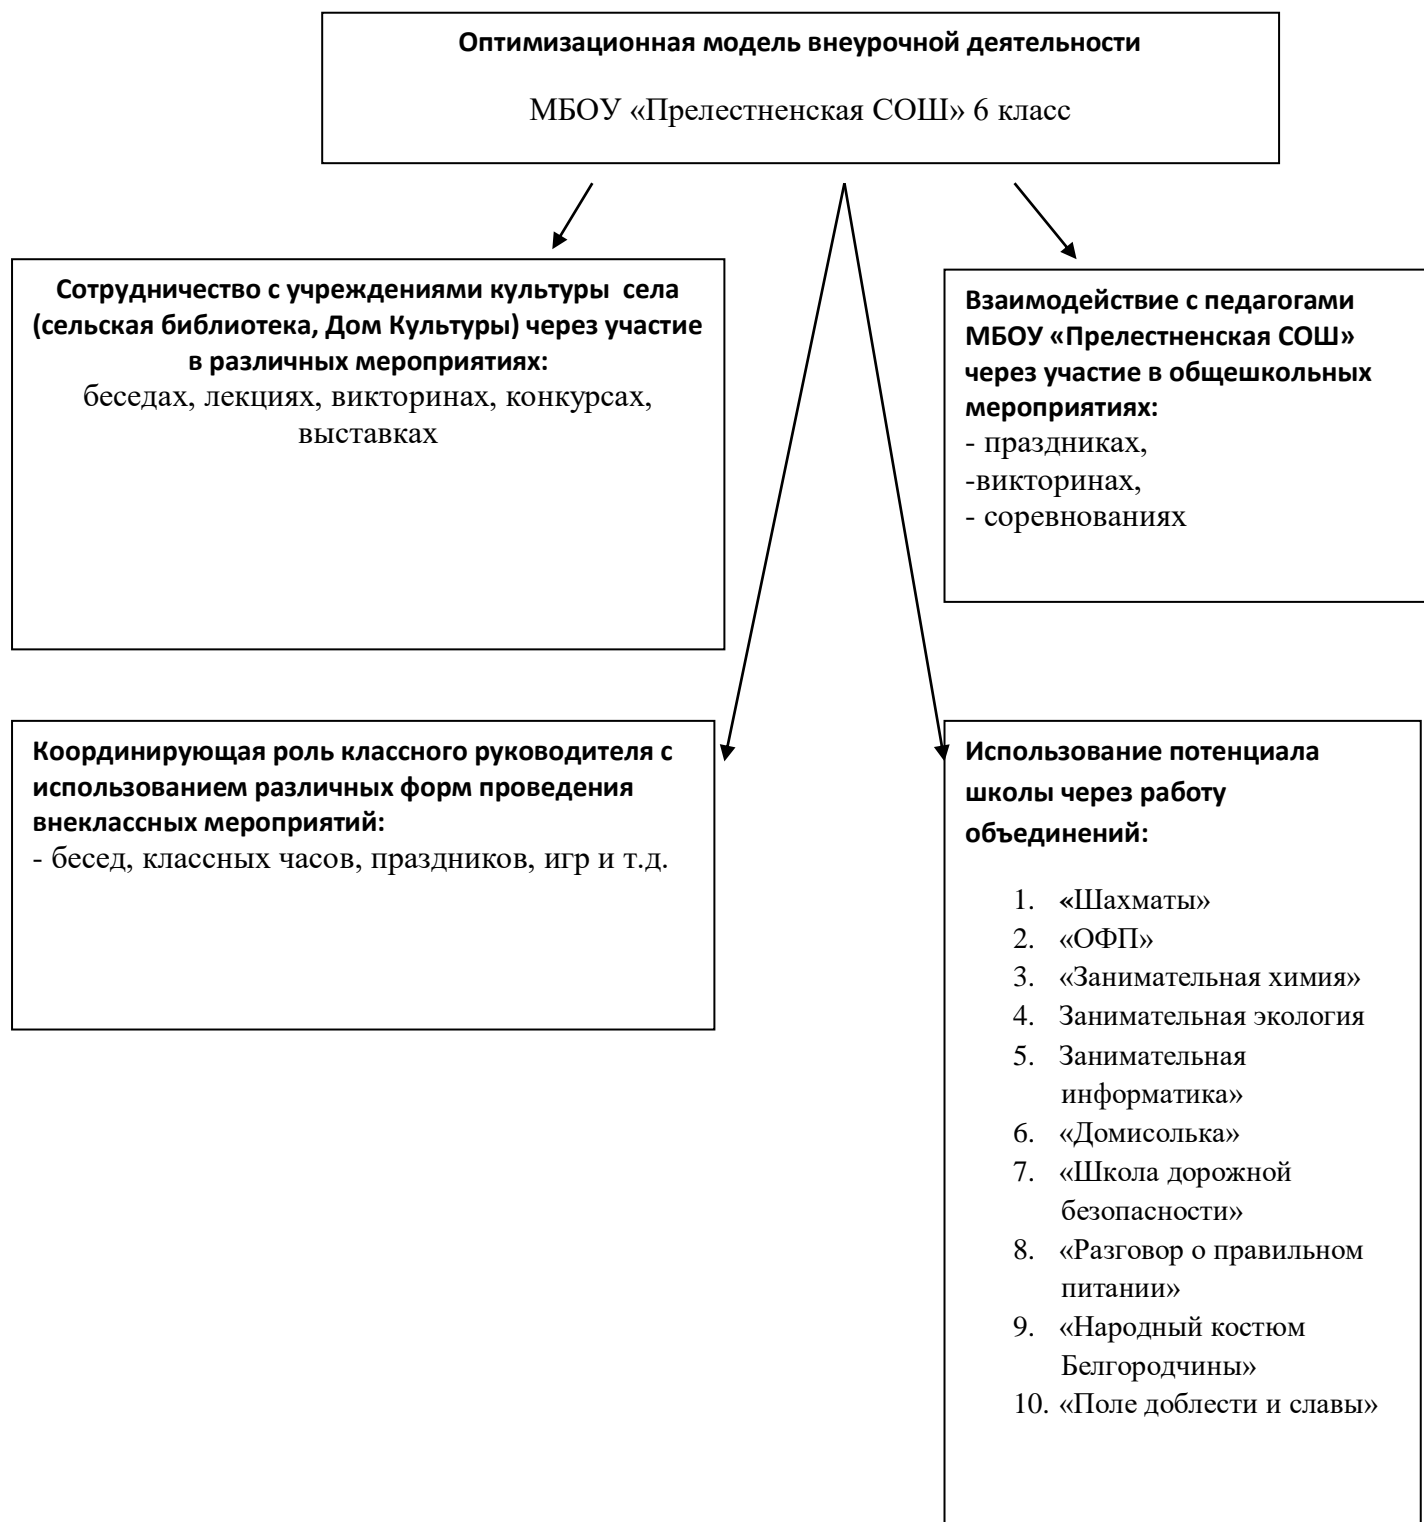 Оптимизационная модель внеурочной деятельности
МБОУ «Прелестненская СОШ» 6 класс
Сотрудничество с учреждениями культуры  села
(сельская библиотека, Дом Культуры) через участие
в различных мероприятиях:
беседах, лекциях, викторинах, конкурсах,
выставках
Взаимодействие с педагогами
МБОУ «Прелестненская СОШ»
через участие в общешкольных
мероприятиях:
- праздниках,
-викторинах,
- соревнованиях
Координирующая роль классного руководителя с
использованием различных форм проведения
внеклассных мероприятий:
- бесед, классных часов, праздников, игр и т.д.
Использование потенциала
школы через работу
объединений:
1. «Шахматы»
2. «ОФП»
3. «Занимательная химия»
4. Занимательная экология
5. Занимательная
информатика»
6. «Домисолька»
7. «Школа дорожной
безопасности»
8. «Разговор о правильном
питании»
9. «Народный костюм
Белгородчины»
10. «Поле доблести и славы»